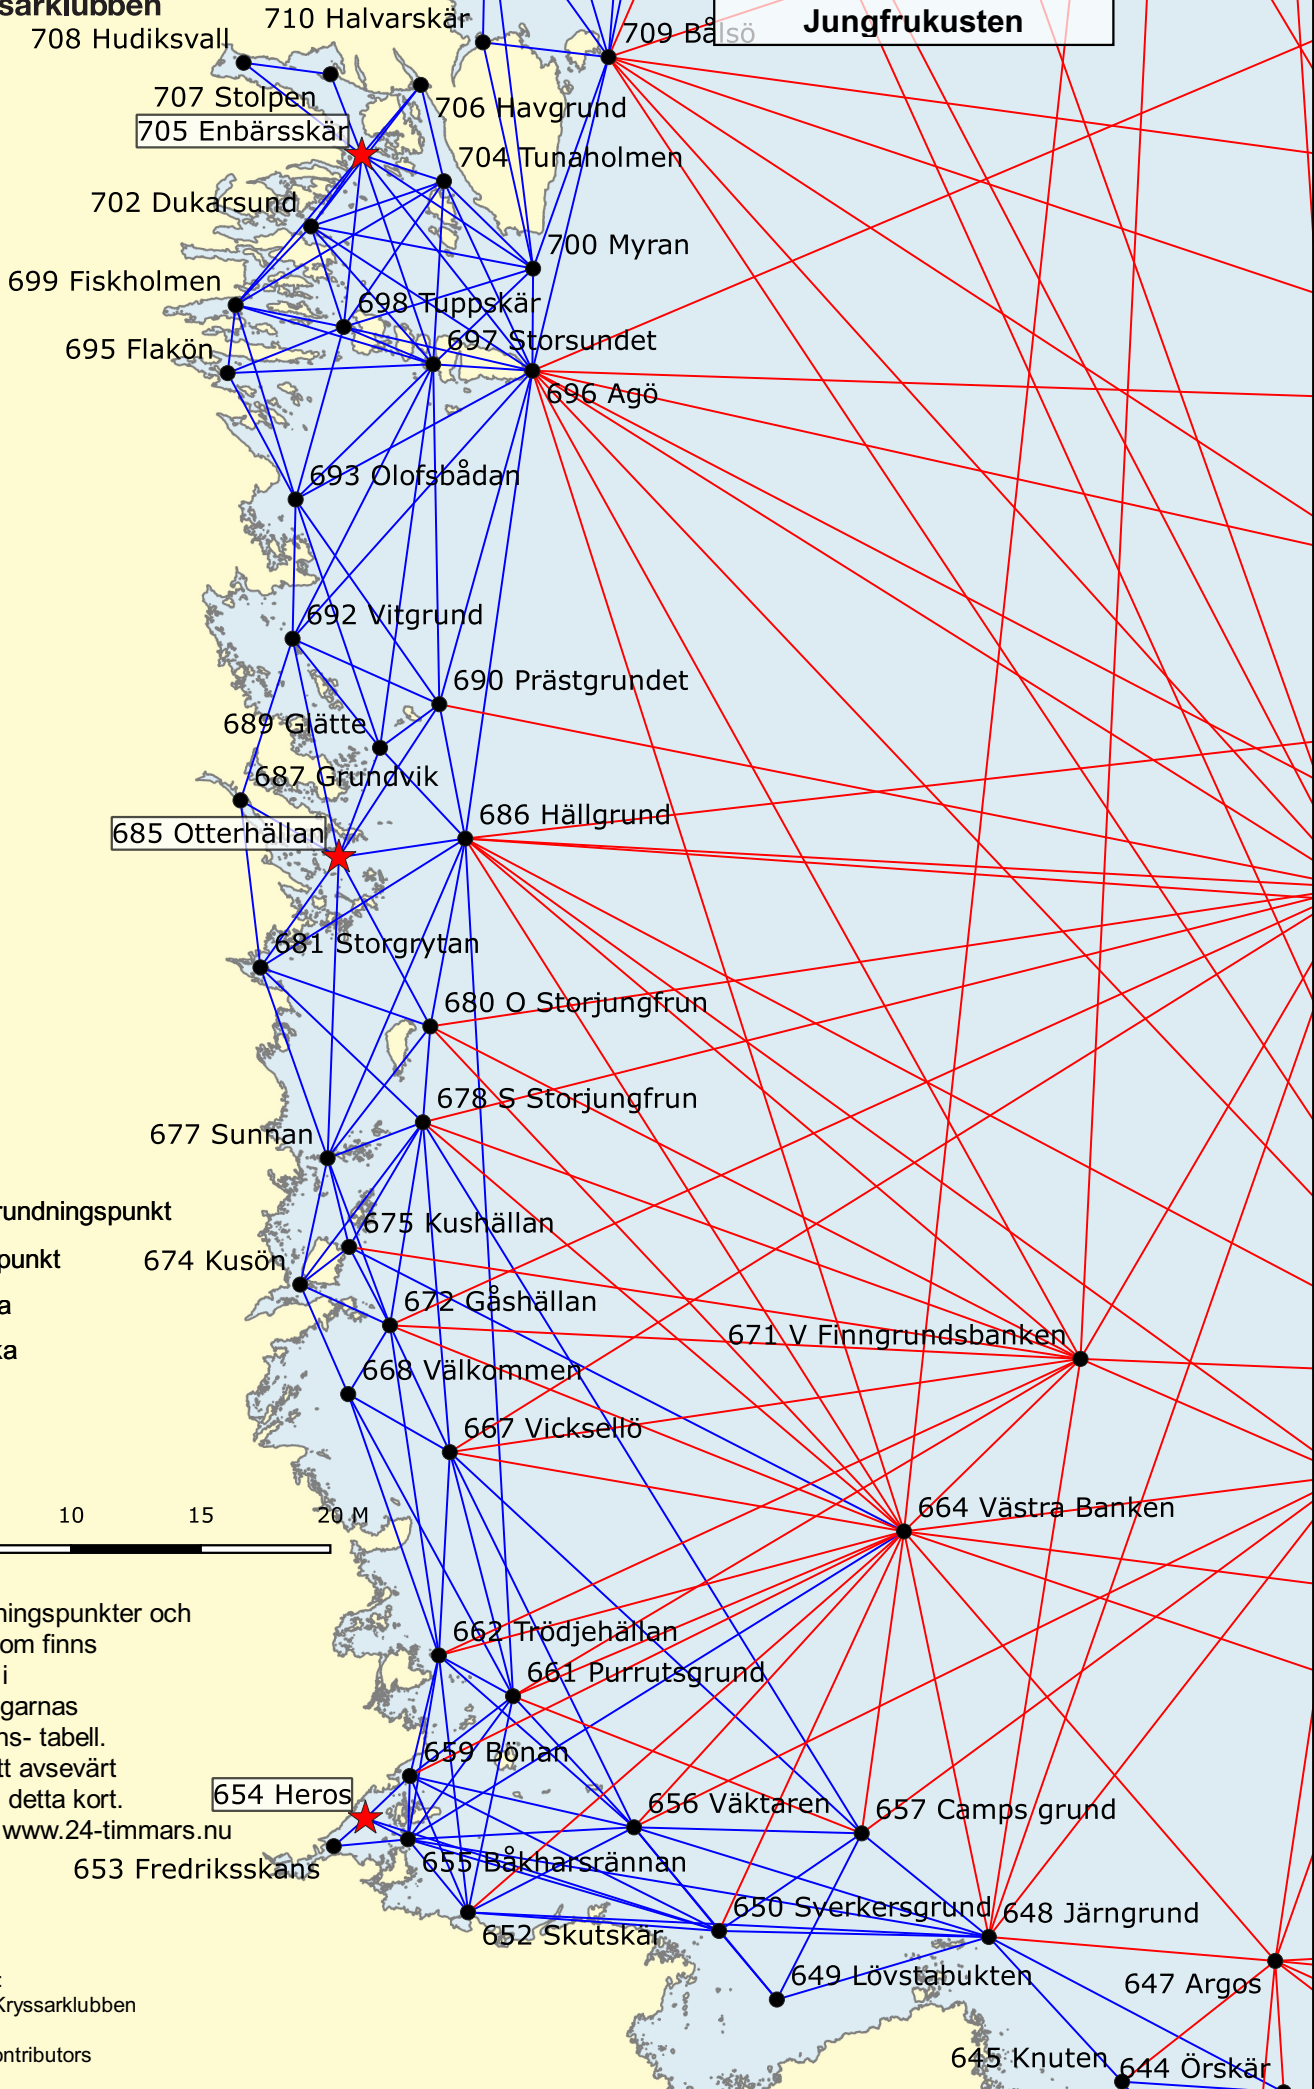 sarklubben
Jungfrukusten
710 Halvarskär
709 Bålsö
708 Hudiksvall
707 Stolpen
706 Havgrund
705 Enbärsskär
704 Tunaholmen
702 Dukarsund
700 Myran
699 Fiskholmen
698 Tuppskär
697 Storsundet
695 Flakön
696 Agö
693 Olofsbådan
692 Vitgrund
690 Prästgrundet
689 Glätte
687 Grundvik
686 Hällgrund
685 Otterhällan
681 Storgrytan
680 O Storjungfrun
678 S Storjungfrun
677 Sunnan
rundningspunkt
675 Kushällan
punkt
674 Kusön
672 Gåshällan
a
671 V Finngrundsbanken
ka
668 Välkommen
667 Vicksellö
664 Västra Banken
10 15 20 M
ningspunkter och
662 Trödjehällan
om finns
i
661 Purrutsgrund
garnas
ns- tabell.
659 Bönan
tt avsevärt
654 Heros
detta kort.
656 Väktaren
657 Camps grund
www.24-timmars.nu
653 Fredriksskans
655 Båkharsrännan
650 Sverkersgrund
648 Järngrund
652 Skutskär
649 Lövstabukten
647 Argos
Kryssarklubben
ontributors
645 Knuten
644 Örskär